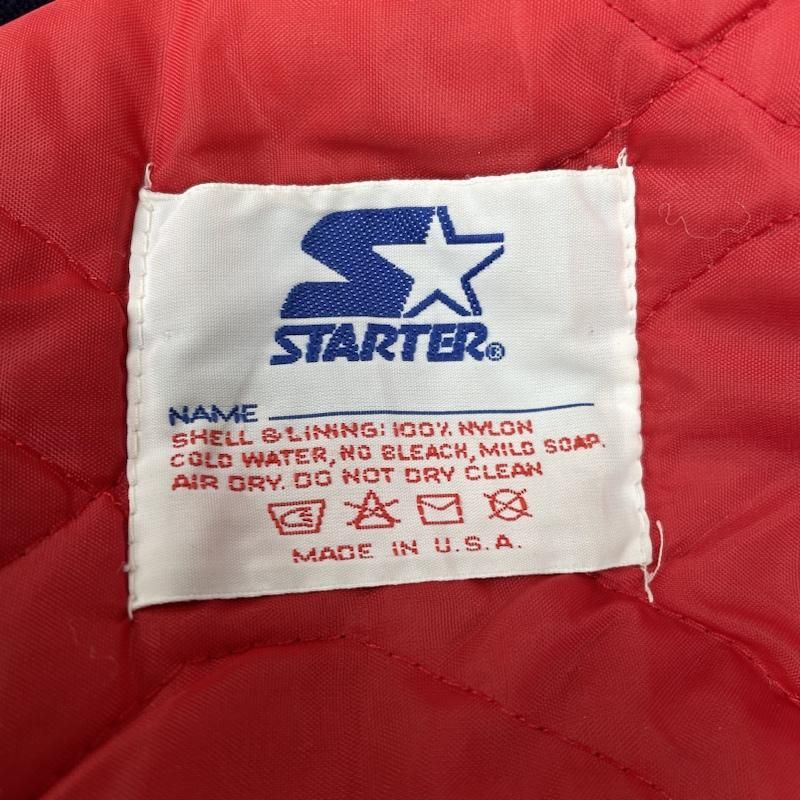 STARTER®
NAME
SHELL & LINING: 100% NYLON
COLD WATER, NO BLEACH, MILD SOAP.
AIR DRY. DO NOT DRY CLEAN
MADE IN U.S.A.